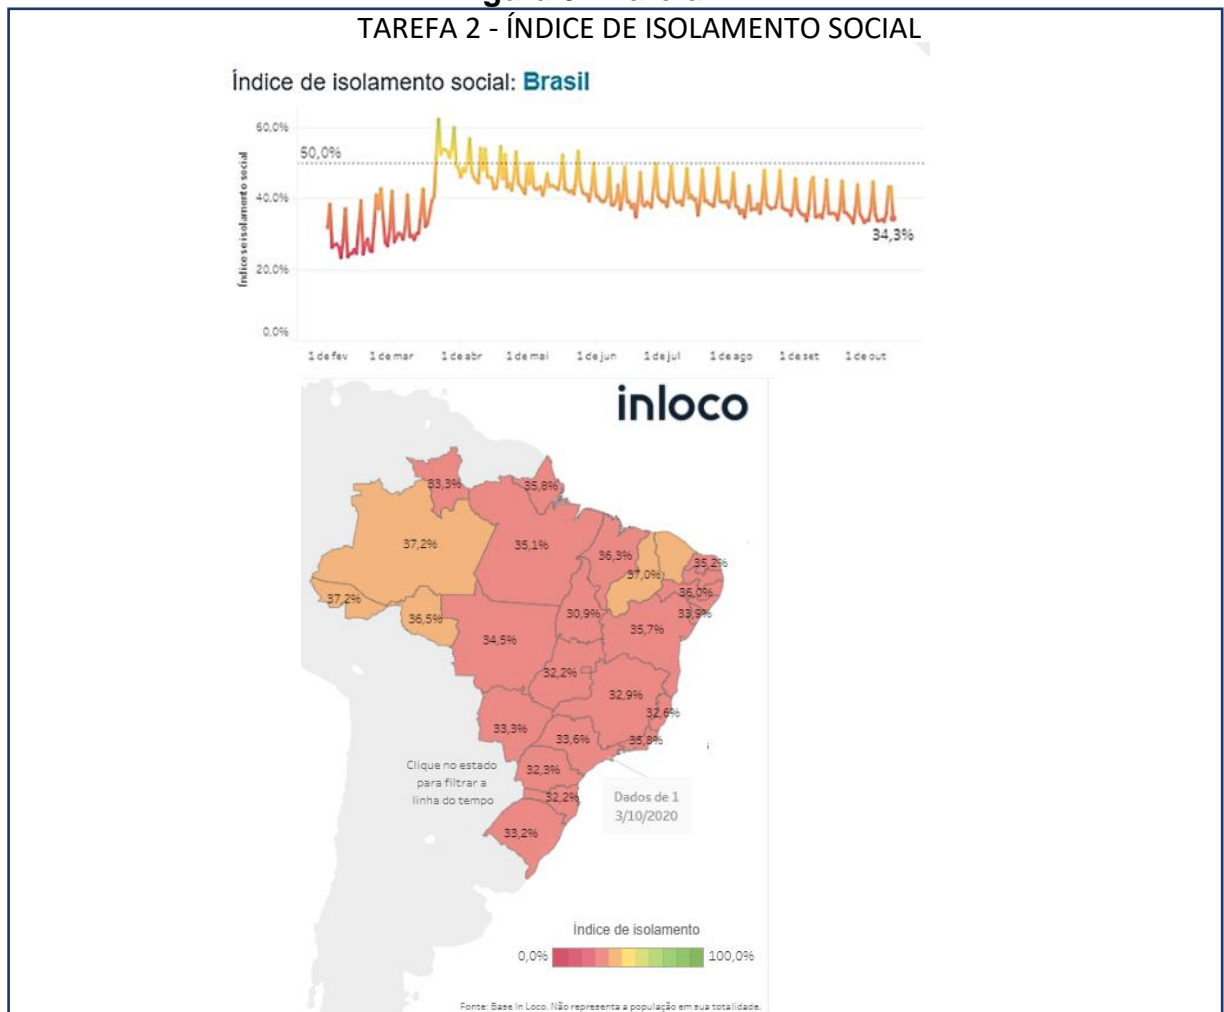 TAREFA 2 - ÍNDICE DE ISOLAMENTO SOCIAL
Índice de isolamento social: Brasil
Índice se isolamento social
60,0%
50,0%
40,0%
20,0%
0,0%
34,3%
1 de fev 1 de mar 1 de abr 1 de mai 1 de jun 1 de jul 1 de ago 1 de set 1 de out
inloco
33,3%
35,8%
37,2%
35,1%
36,3%
37,0%
35,2%
37,2%
36,5%
30,9%
36,0%
33,9%
34,5%
35,7%
32,2%
32,9%
32,6%
33,3%
33,6%
35,8%
32,3%
32,2%
33,2%
Clique no estado
para filtrar a
linha do tempo
Dados de 1
3/10/2020
Índice de isolamento
0,0%
100,0%
Fonte: Base In Loco. Não representa a população em sua totalidade.